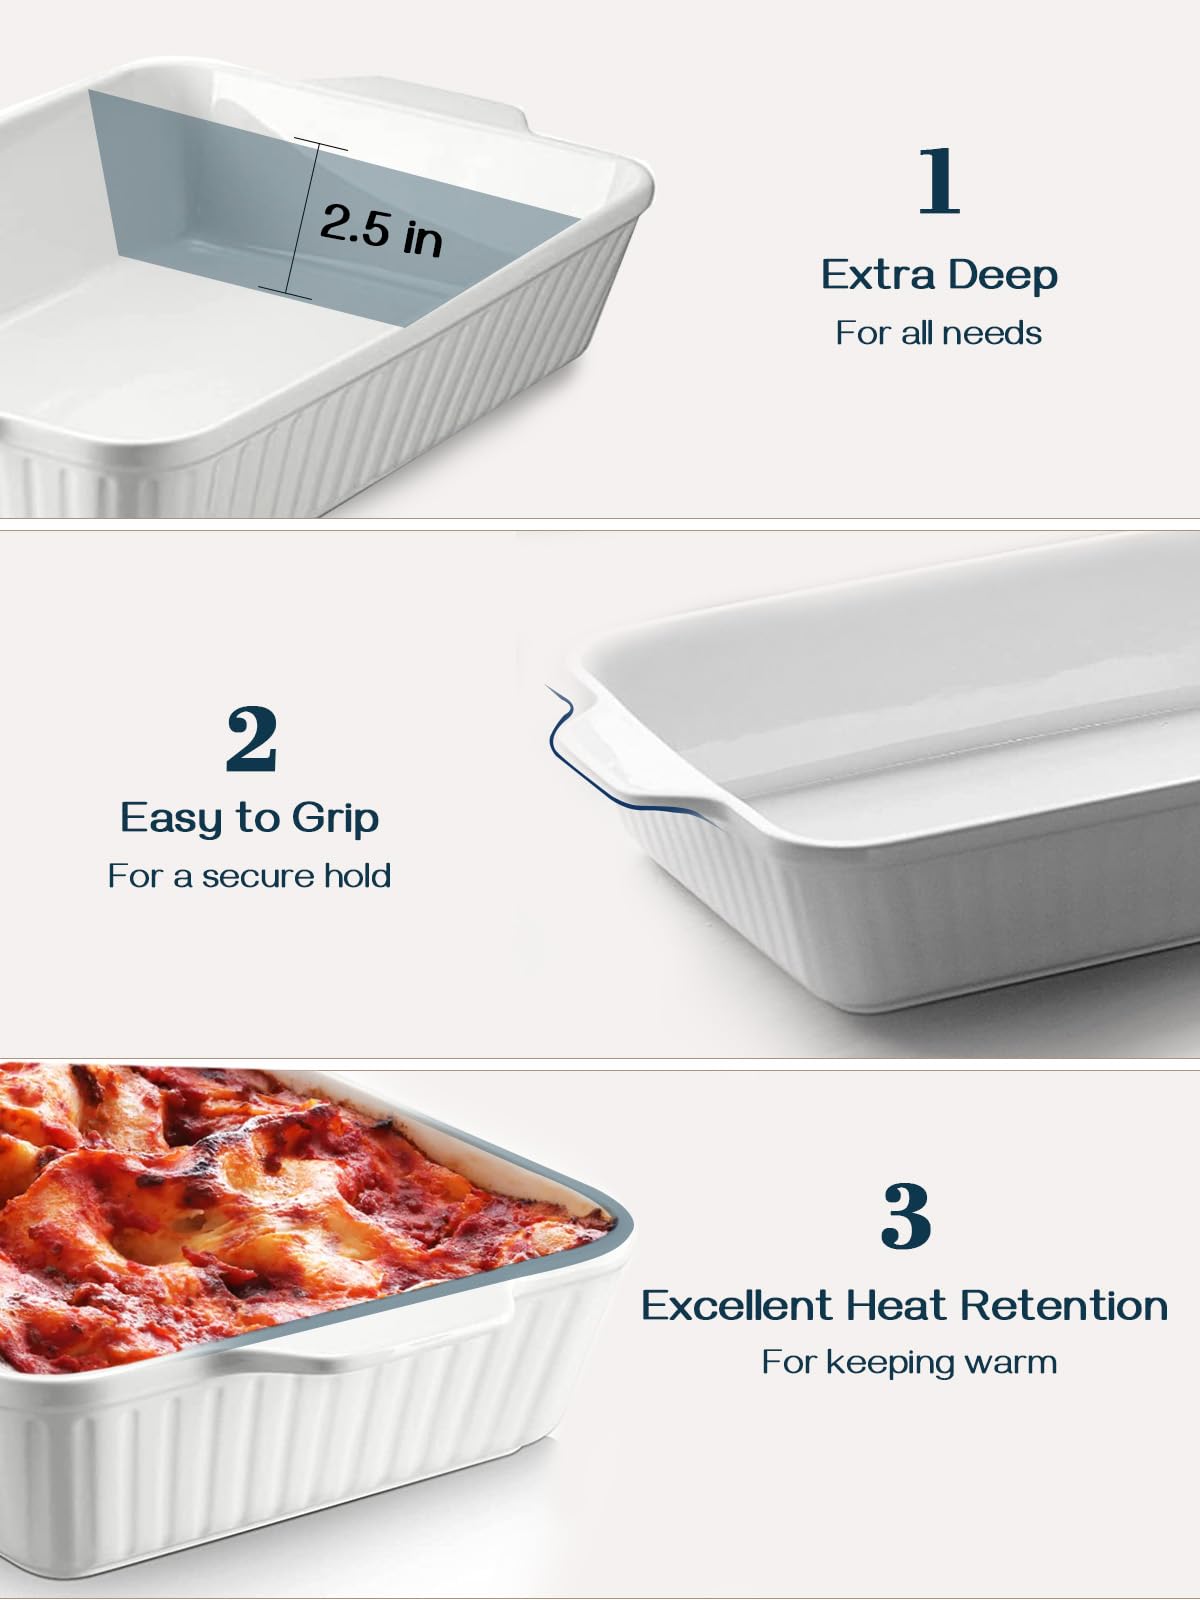 2.5 in
1
Extra Deep
For all needs
2
Easy to Grip
For a secure hold
3
Excellent Heat Retention
For keeping warm